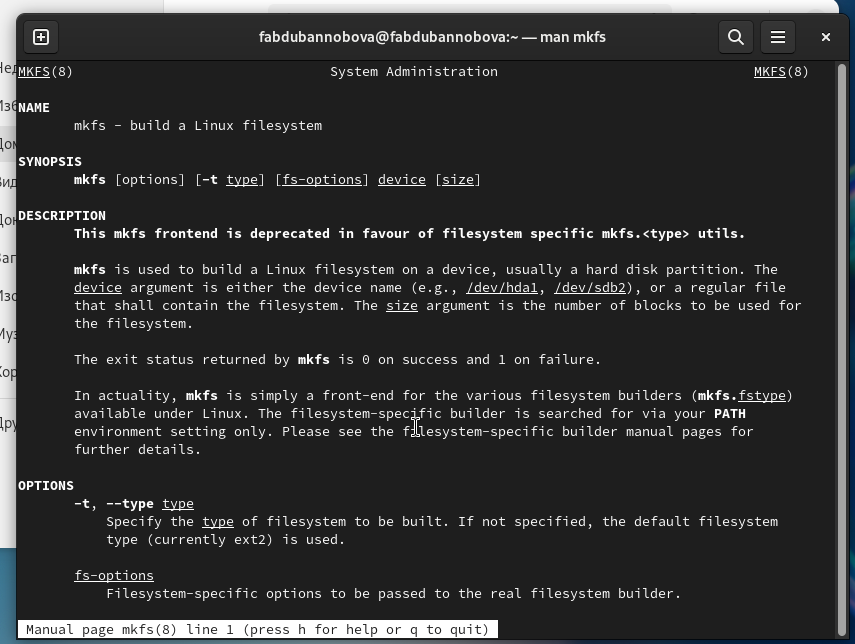 fabdubannobova@fabdubannobova:~ — man mkfs
MKFS(8) System Administration MKFS(8)
NAME
mkfs - build a Linux filesystem
SYNOPSIS
mkfs [options] [-t type] [fs-options] device [size]
DESCRIPTION
This mkfs frontend is deprecated in favour of filesystem specific mkfs.<type> utils.
mkfs is used to build a Linux filesystem on a device, usually a hard disk partition. The
device argument is either the device name (e.g., /dev/hda1, /dev/sdb2), or a regular file
that shall contain the filesystem. The size argument is the number of blocks to be used for
the filesystem.
The exit status returned by mkfs is 0 on success and 1 on failure.
In actuality, mkfs is simply a front-end for the various filesystem builders (mkfs.fstype)
available under Linux. The filesystem-specific builder is searched for via your PATH
environment setting only. Please see the filesystem-specific builder manual pages for
further details.
OPTIONS
-t, --type type
Specify the type of filesystem to be built. If not specified, the default filesystem
type (currently ext2) is used.
fs-options
Filesystem-specific options to be passed to the real filesystem builder.
Manual page mkfs(8) line 1 (press h for help or q to quit)